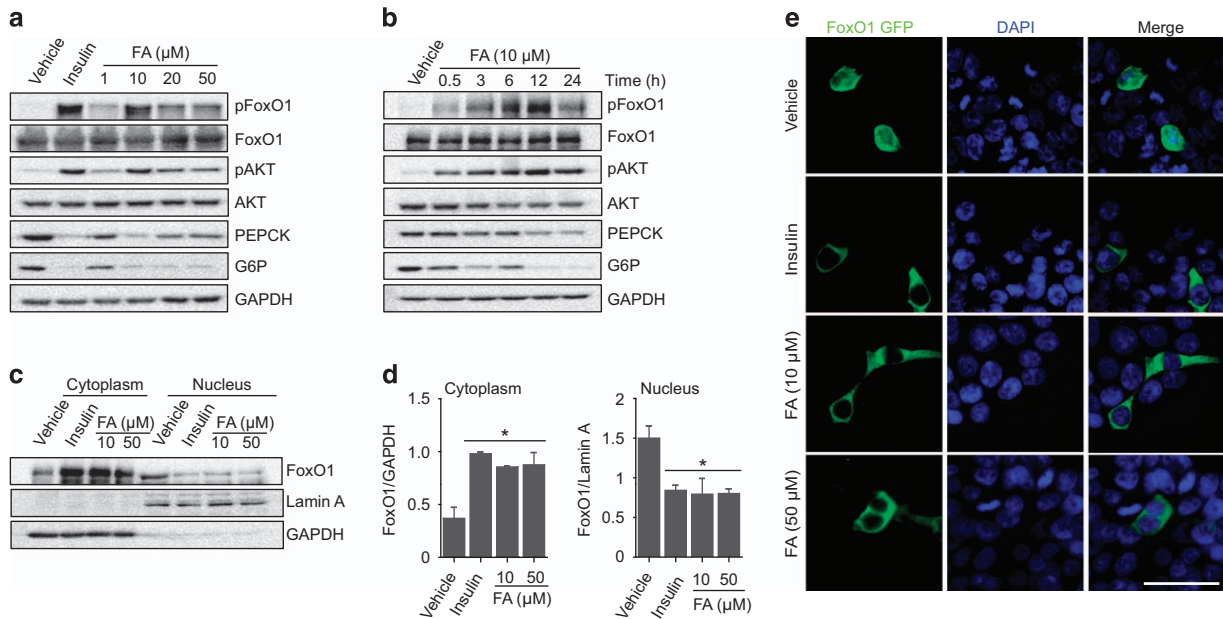 a
Vehicle
Insulin
FA (µM)
1 10 20 50
pFoxO1
FoxO1
pAKT
AKT
PEPCK
G6P
GAPDH
b
Vehicle
FA (10 µM)
0.5 3 6 12 24 Time (h)
pFoxO1
FoxO1
pAKT
AKT
PEPCK
G6P
GAPDH
c
Cytoplasm Nucleus
Vehicle
Insulin
FA (µM)
10 50
Vehicle
Insulin
FA (µM)
10 50
FoxO1
Lamin A
GAPDH
d
Cytoplasm
FoxO1/GAPDH
1.5
1.0
0.5
0
*
Vehicle
Insulin
10 50
FA (µM)
Nucleus
FoxO1/Lamin A
2
1.5
1
0.5
0
*
Vehicle
Insulin
10 50
FA (µM)
e
FoxO1 GFP DAPI Merge
Vehicle
Insulin
FA (10 µM)
FA (50 µM)